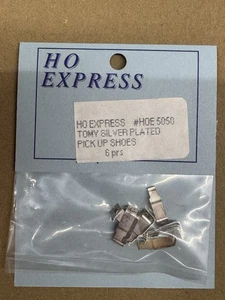 HO
EXPRESS
HO EXPRESS #HOE 5050
TOMY SILVER PLATED
PICK UP SHOES
6 prs